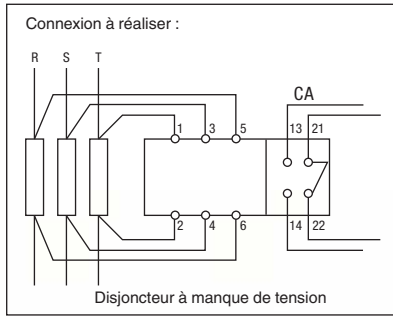 Connexion à réaliser :
R S T
CA
1 3 5 13 21
2 4 6 14 22
Disjoncteur à manque de tension